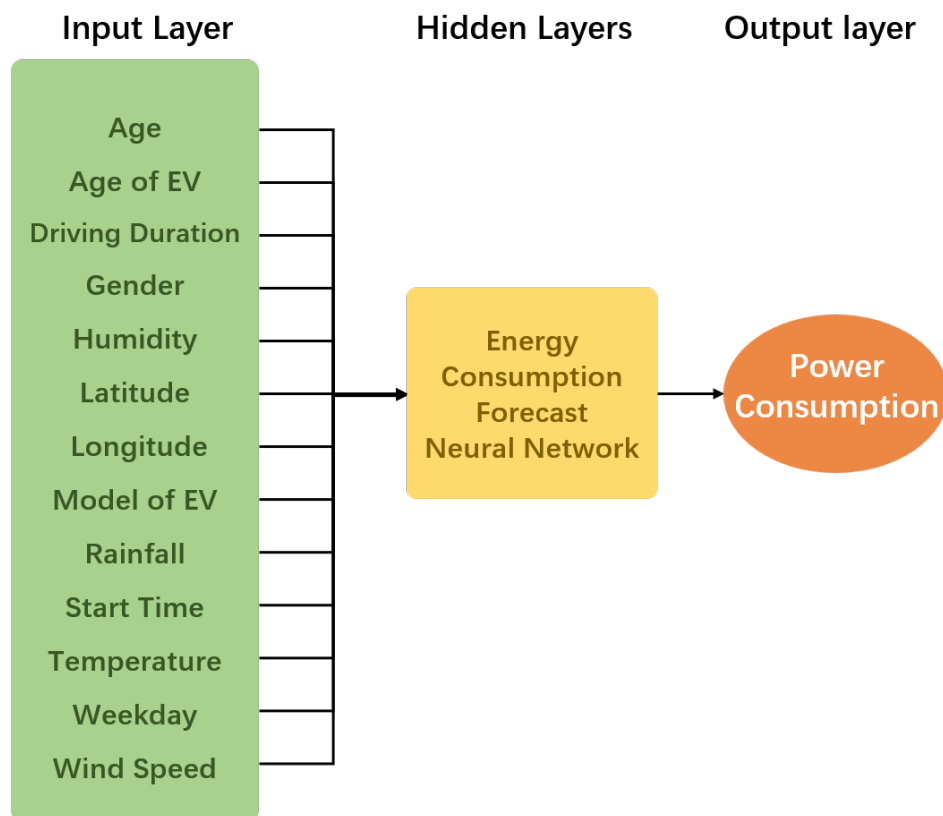 Input Layer
Hidden Layers
Output layer
Age
Age of EV
Driving Duration
Gender
Humidity
Latitude
Longitude
Model of EV
Rainfall
Start Time
Temperature
Weekday
Wind Speed
Energy
Consumption
Forecast
Neural Network
Power
Consumption